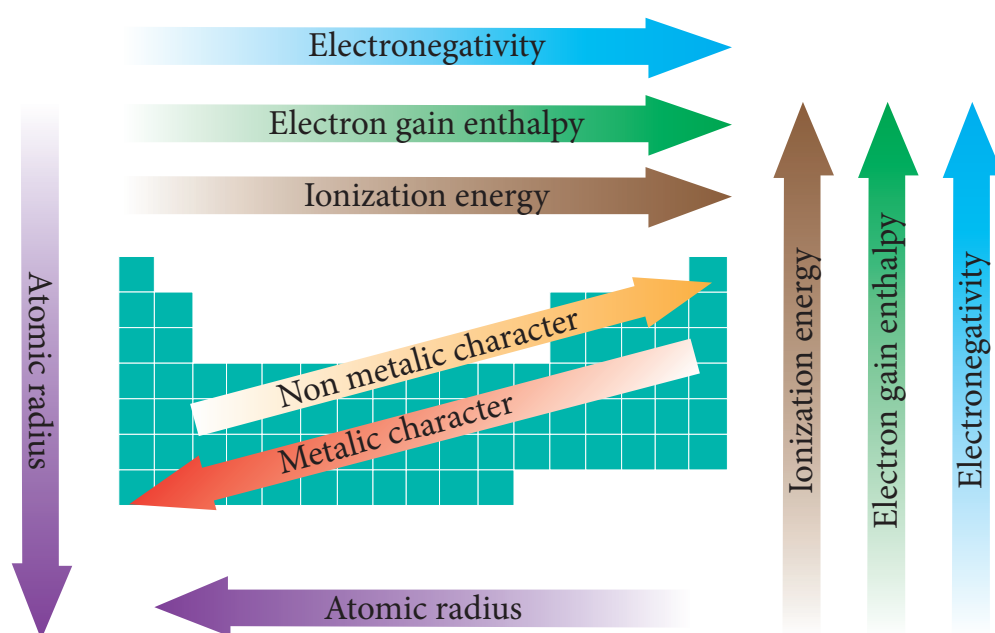 Electronegativity
Electron gain enthalpy
Ionization energy
Atomic radius
Non metalic character
Metalic character
Ionization energy
Electron gain enthalpy
Electronegativity
Atomic radius